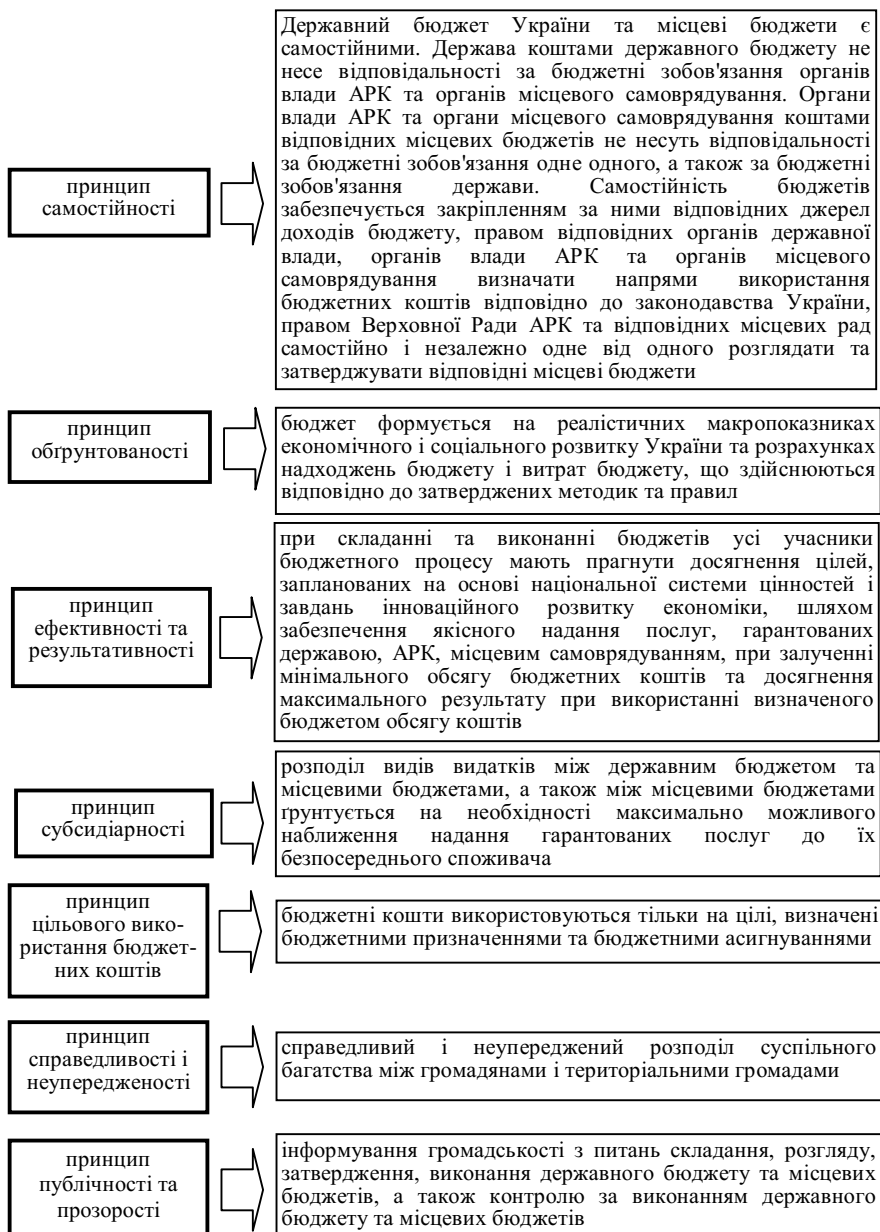 принцип
самостійності
Державний бюджет України та місцеві бюджети є
самостійними. Держава коштами державного бюджету не
несе відповідальності за бюджетні зобов'язання органів
влади АРК та органів місцевого самоврядування. Органи
влади АРК та органи місцевого самоврядування коштами
відповідних місцевих бюджетів не несуть відповідальності
за бюджетні зобов'язання одне одного, а також за бюджетні
зобов'язання держави. Самостійність бюджетів
забезпечується закріпленням за ними відповідних джерел
доходів бюджету, правом відповідних органів державної
влади, органів влади АРК та органів місцевого
самоврядування визначати напрями використання
бюджетних коштів відповідно до законодавства України,
правом Верховної Ради АРК та відповідних місцевих рад
самостійно і незалежно одне від одного розглядати та
затверджувати відповідні місцеві бюджети
принцип
обґрунтованості
бюджет формується на реалістичних макропоказниках
економічного і соціального розвитку України та розрахунках
надходжень бюджету і витрат бюджету, що здійснюються
відповідно до затверджених методик та правил
принцип
ефективності та
результативності
при складанні та виконанні бюджетів усі учасники
бюджетного процесу мають прагнути досягнення цілей,
запланованих на основі національної системи цінностей і
завдань інноваційного розвитку економіки, шляхом
забезпечення якісного надання послуг, гарантованих
державою, АРК, місцевим самоврядуванням, при залученні
мінімального обсягу бюджетних коштів та досягнення
максимального результату при використанні визначеного
бюджетом обсягу коштів
принцип
субсидіарності
розподіл видів видатків між державним бюджетом та
місцевими бюджетами, а також між місцевими бюджетами
ґрунтується на необхідності максимально можливого
наближення надання гарантованих послуг до їх
безпосереднього споживача
принцип
цільового вико-
ристання бюджет-
них коштів
бюджетні кошти використовуються тільки на цілі, визначені
бюджетними призначеннями та бюджетними асигнуваннями
принцип
справедливості і
неупередженості
справедливий і неупереджений розподіл суспільного
багатства між громадянами і територіальними громадами
принцип
публічності та
прозорості
інформування громадськості з питань складання, розгляду,
затвердження, виконання державного бюджету та місцевих
бюджетів, а також контролю за виконанням державного
бюджету та місцевих бюджетів